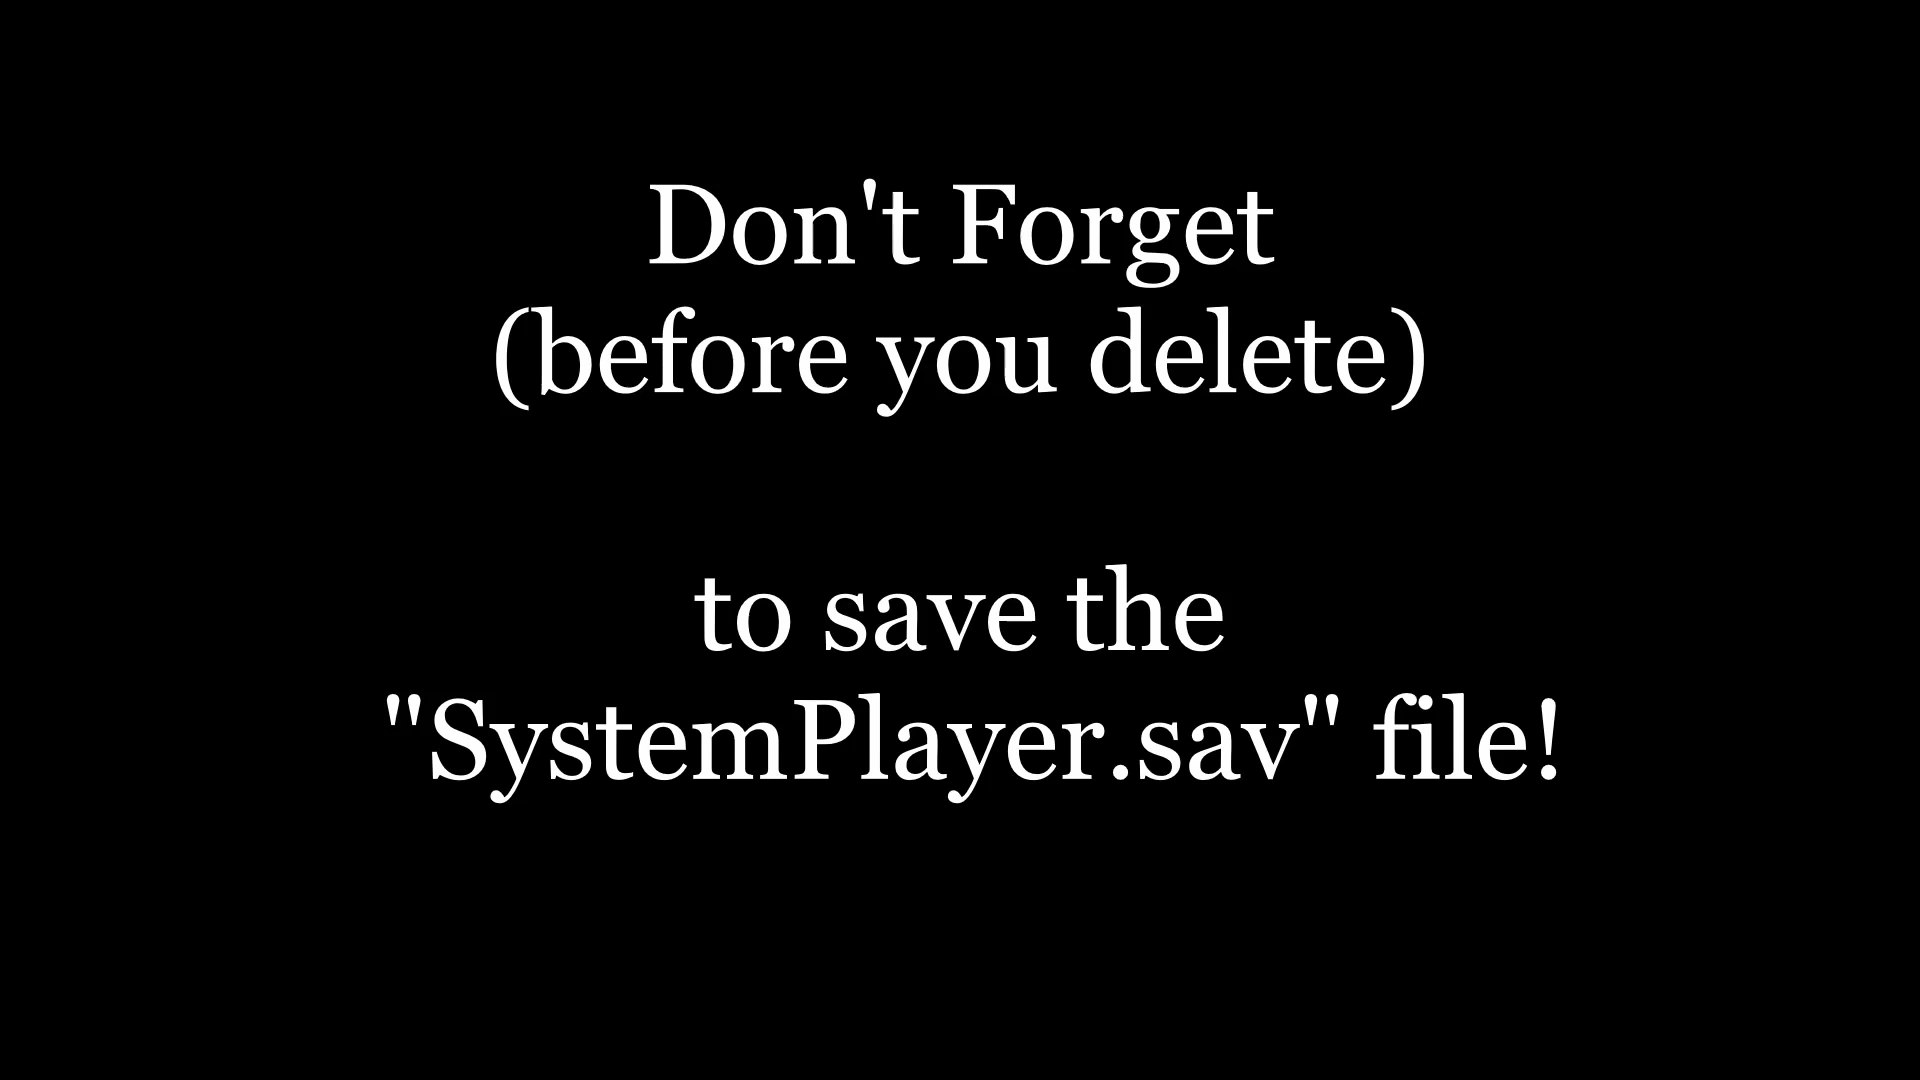 Don't Forget
(before you delete)
to save the
"SystemPlayer.sav" file!